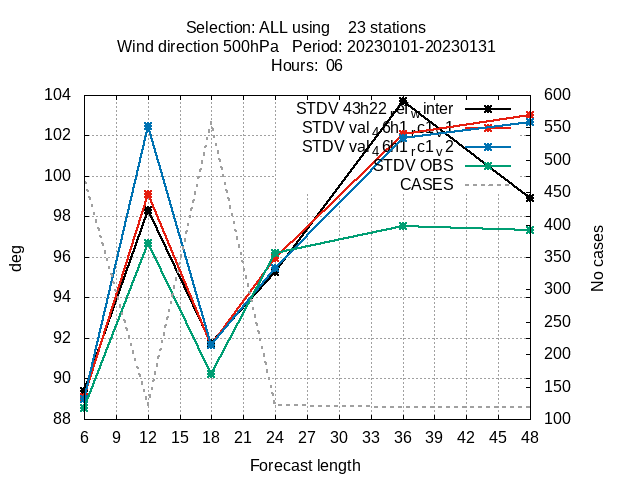 Selection: ALL using 23 stations
Wind direction 500hPa Period: 20230101-20230131
Hours: 06
104
102
100
98
96
94
92
90
88
600
550
500
450
400
350
300
250
200
150
100
STDV 43h22_rel_winter
STDV val_46h1_rc1_v1
STDV val_46h1_rc1_v2
STDV OBS
CASES
deg
No cases
6 9 12 15 18 21 24 27 30 33 36 39 42 45 48
Forecast length